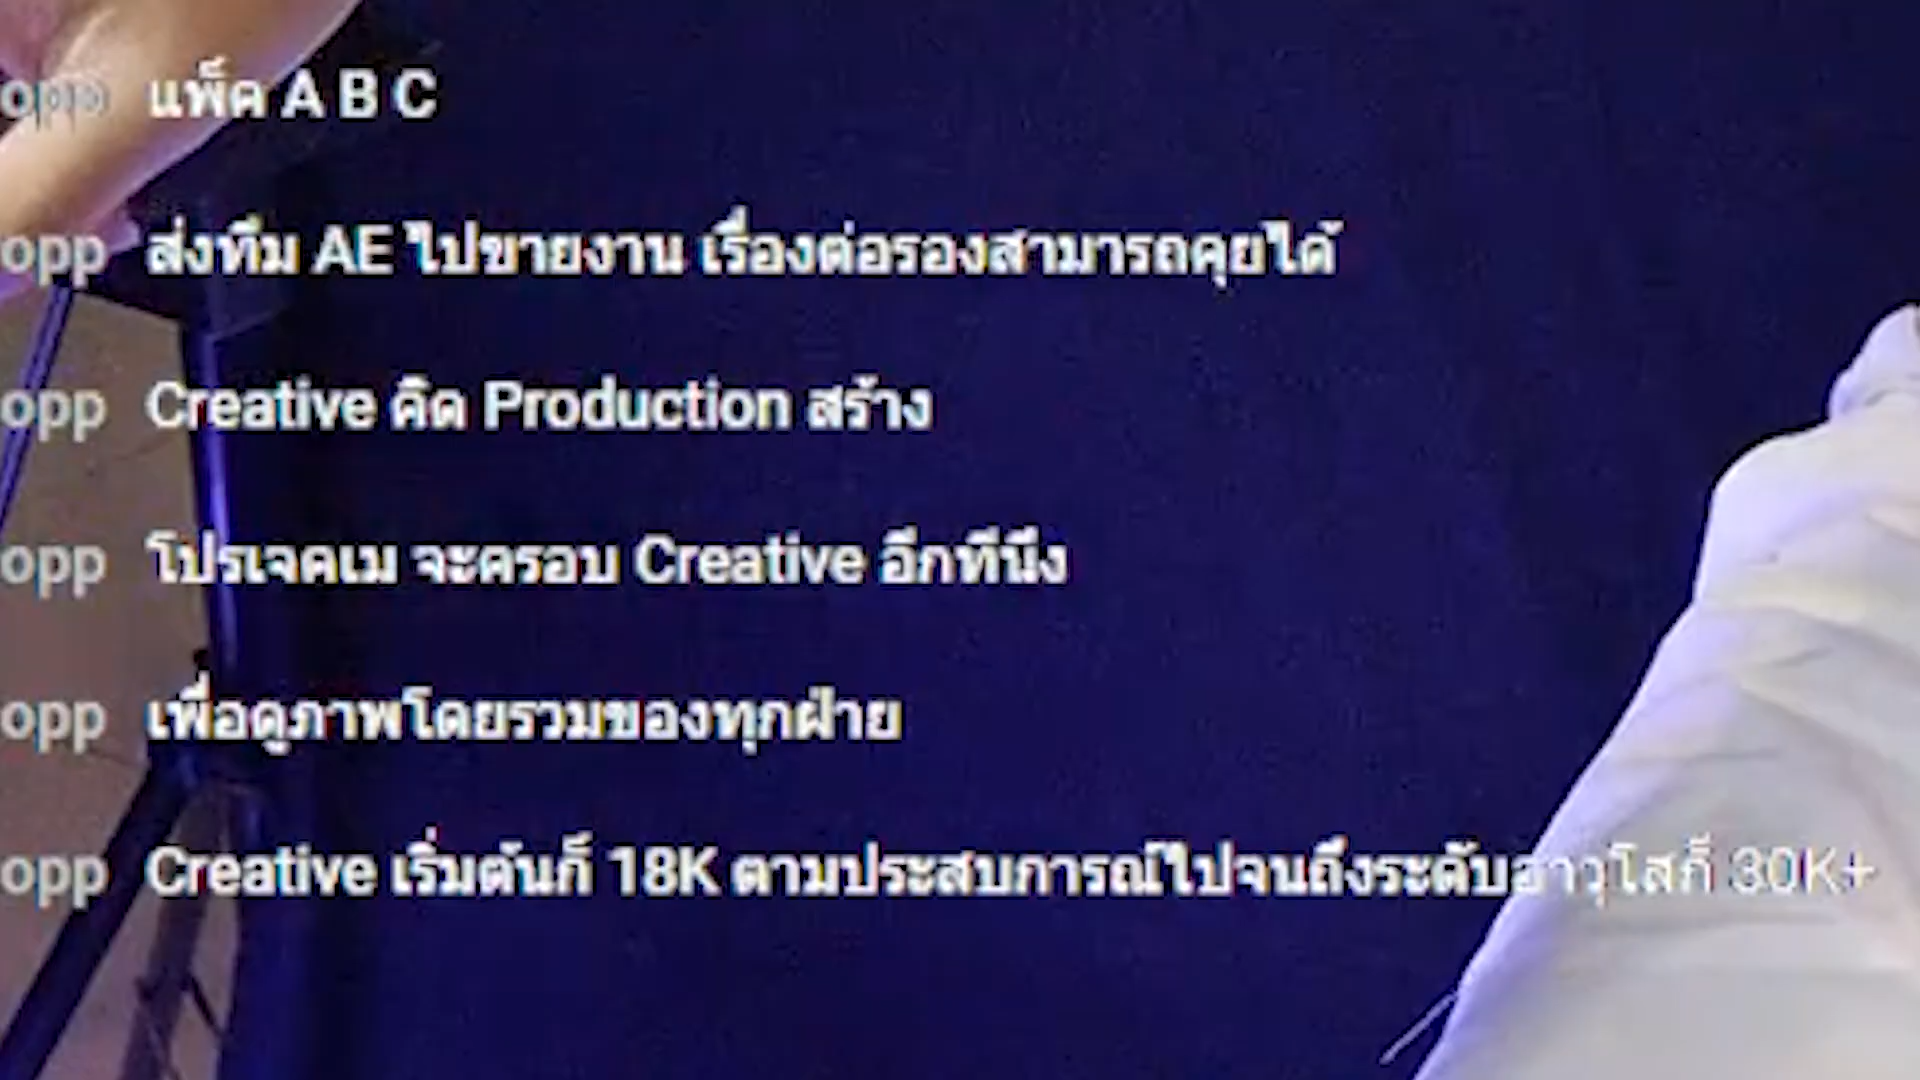 opp แพ็ค A B C
opp ส่งทีม AE ไปขายงาน เรื่องต่อรองสามารถคุยได้
opp Creative คิด Production สร้าง
opp โปรเจคเม จะครอบ Creative อีกทีนึง
opp เพื่อดูภาพโดยรวมของทุกฝ่าย
opp Creative เริ่มต้นก็ 18K ตามประสบการณ์ไปจนถึงระดับอาวุโสก็ 30K+